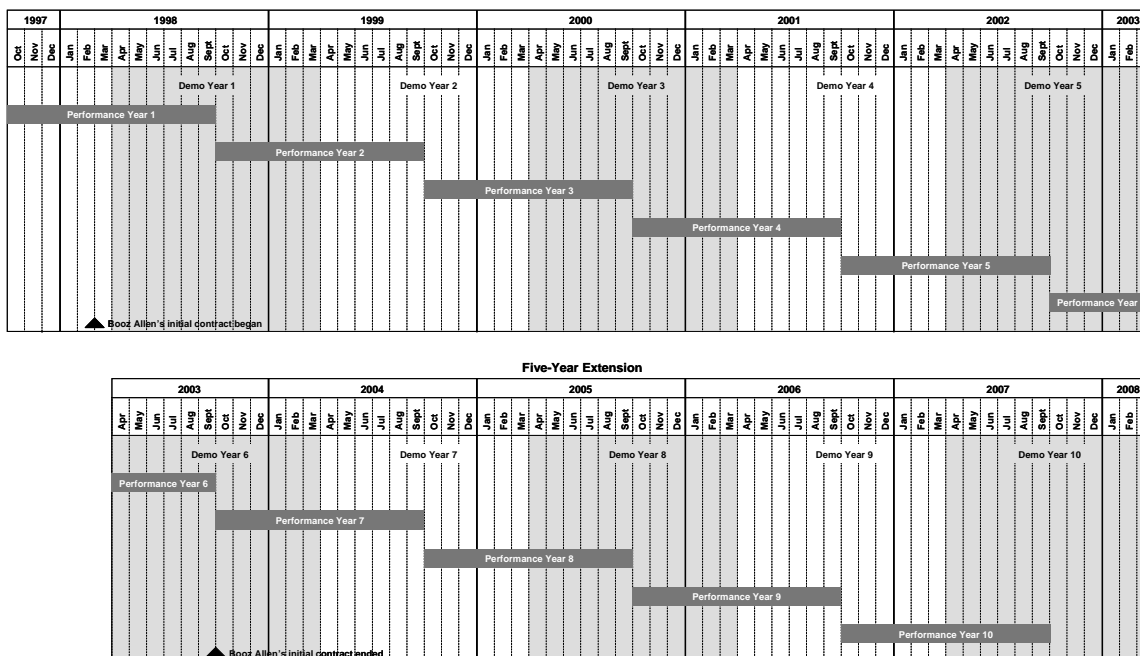 1997 1998 1999 2000 2001 2002 2003
Oct Nov Dec Jan Feb Mar Apr May Jun Jul Aug Sept Oct Nov Dec Jan Feb Mar Apr May Jun Jul Aug Sept Oct Nov Dec Jan Feb Mar Apr May Jun Jul Aug Sept Oct Nov Dec Jan Feb Mar Apr May Jun Jul Aug Sept Oct Nov Dec Jan Feb Mar Apr May Jun Jul Aug Sept Oct Nov Dec Jan Feb
Demo Year 1 Demo Year 2 Demo Year 3 Demo Year 4 Demo Year 5
Performance Year 1
Performance Year 2
Performance Year 3
Performance Year 4
Performance Year 5
Performance Year
Booz Allen's initial contract began
Five-Year Extension
2003 2004 2005 2006 2007 2008
Apr May Jun Jul Aug Sept Oct Nov Dec Jan Feb Mar Apr May Jun Jul Aug Sept Oct Nov Dec Jan Feb Mar Apr May Jun Jul Aug Sept Oct Nov Dec Jan Feb Mar Apr May Jun Jul Aug Sept Oct Nov Dec Jan Feb Mar Apr May Jun Jul Aug Sept Oct Nov Dec Jan Feb
Demo Year 6 Demo Year 7 Demo Year 8 Demo Year 9 Demo Year 10
Performance Year 6
Performance Year 7
Performance Year 8
Performance Year 9
Performance Year 10
Booz Allen's initial contract ended